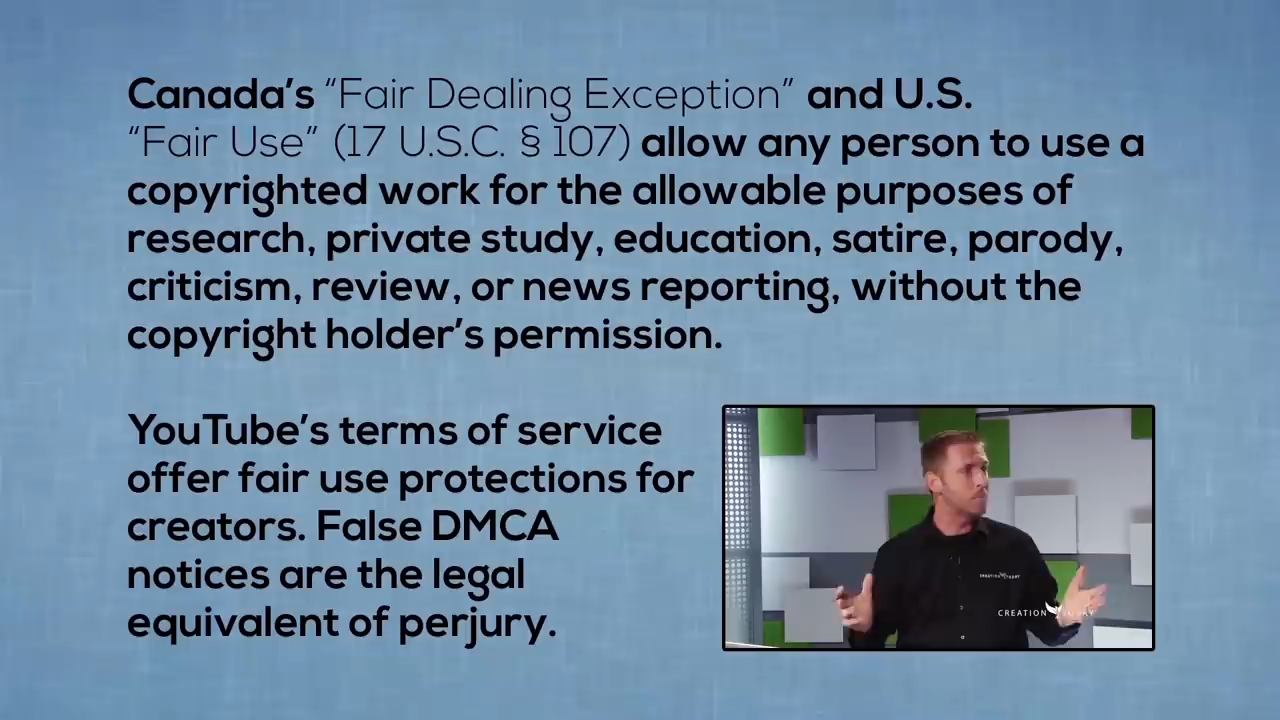 Canada’s “Fair Dealing Exception” and U.S.
“Fair Use” (17 U.S.C. § 107) allow any person to use a
copyrighted work for the allowable purposes of
research, private study, education, satire, parody,
criticism, review, or news reporting, without the
copyright holder’s permission.
YouTube’s terms of service
offer fair use protections for
creators. False DMCA
notices are the legal
equivalent of perjury.
CREATION TODAY
CREATION TODAY